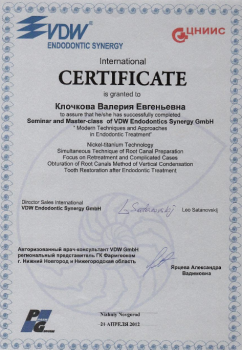 VDW
ENDODONTIC SYNERGY
ЦНИИС
International
CERTIFICATE
is granted to
Клочкова Валерия Евгеньевна
to assure that he/she has successfully completed
Seminar and Master-class of VDW Endodontics Synergy GmbH
" Modern Techniques and Approaches
in Endodontic Treatment"
Nickel-titanium Technology
Simultaneous Technique of Root Canal Preparation
Focus on Retreatment and Complicated Cases
Obturation of Root Canals Method of Vertical Condensation
Tooth Restoration after Endodontic Treatment
Director Sales International
VDW Endodontic Synergy GmbH
Leo Satanovskij
Авторизованный врач-консультант VDW GmbH
региональный представитель ГК Фармгеоком
г. Нижний Новгород и Нижегородская область
Ярцева Александра
Вадимовна
Nizhniy Novgorod
21 АПРЕЛЯ 2012